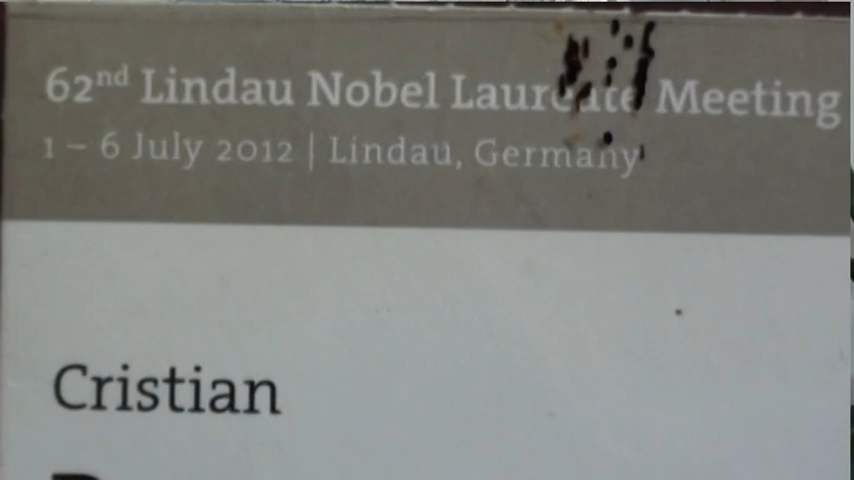 62nd Lindau Nobel Laureate Meeting
1 – 6 July 2012 | Lindau, Germany
Cristian